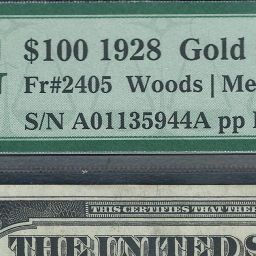 $100 1928 Gold
Fr#2405 Woods | Me
S/N A01135944A pp
THIS CERTIFIES THAT THE
THE UNITED S